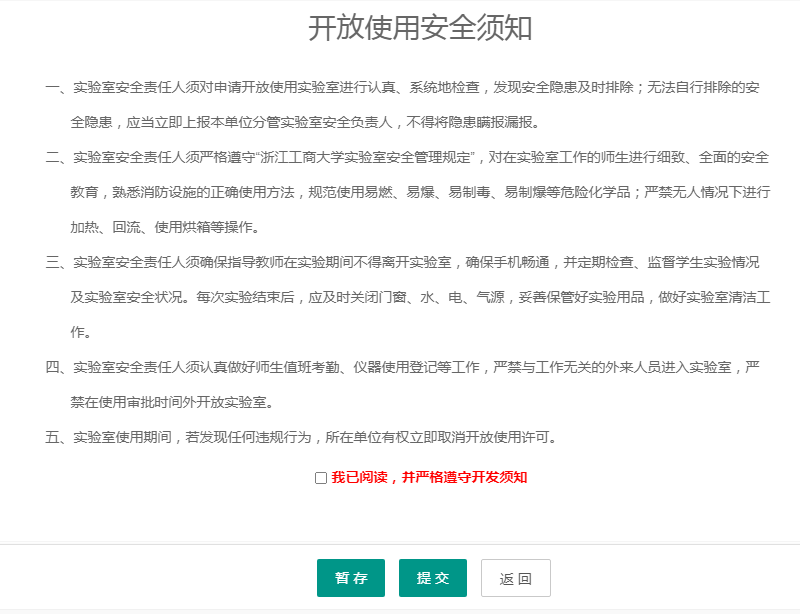 开放使用安全须知
一、实验室安全责任人须对申请开放使用实验室进行认真、系统地检查，发现安全隐患及时排除；无法自行排除的安
全隐患，应当立即上报本单位分管实验室安全负责人，不得将隐患瞒报漏报。
二、实验室安全责任人须严格遵守“浙江工商大学实验室安全管理规定”，对在实验室工作的师生进行细致、全面的安全
教育，熟悉消防设施的正确使用方法，规范使用易燃、易爆、易制毒、易制爆等危险化学品；严禁无人情况下进行
加热、回流、使用烘箱等操作。
三、实验室安全责任人须确保指导教师在实验期间不得离开实验室，确保手机畅通，并定期检查、监督学生实验情况
及实验室安全状况。每次实验结束后，应及时关闭门窗、水、电、气源，妥善保管好实验用品，做好实验室清洁工
作。
四、实验室安全责任人须认真做好师生值班考勤、仪器使用登记等工作，严禁与工作无关的外来人员进入实验室，严
禁在使用审批时间外开放实验室。
五、实验室使用期间，若发现任何违规行为，所在单位有权立即取消开放使用许可。
我已阅读，并严格遵守开发须知
暂存 提交 返回